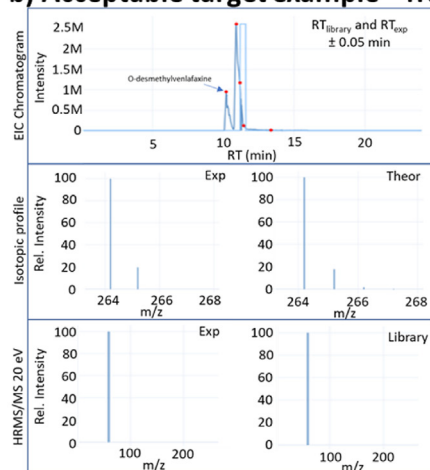 EIC Chromatogram
Intensity
2.5M
2M
1.5M
1M
0.5M
0
5
10
15
20
RT (min)
O-desmethylvenlafaxine
RTlibrary and RTexp
± 0.05 min
Isotopic profile
Rel. Intensity
Exp
100
80
60
40
20
0
264
266
268
m/z
Theor
100
80
60
40
20
0
264
266
268
m/z
HRMS/MS 20 eV
Rel. Intensity
Exp
100
80
60
40
20
0
100
200
m/z
Library
100
80
60
40
20
0
100
200
m/z